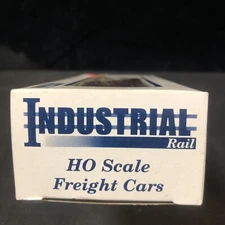 INDUSTRIAL
Rail
HO Scale
Freight Cars